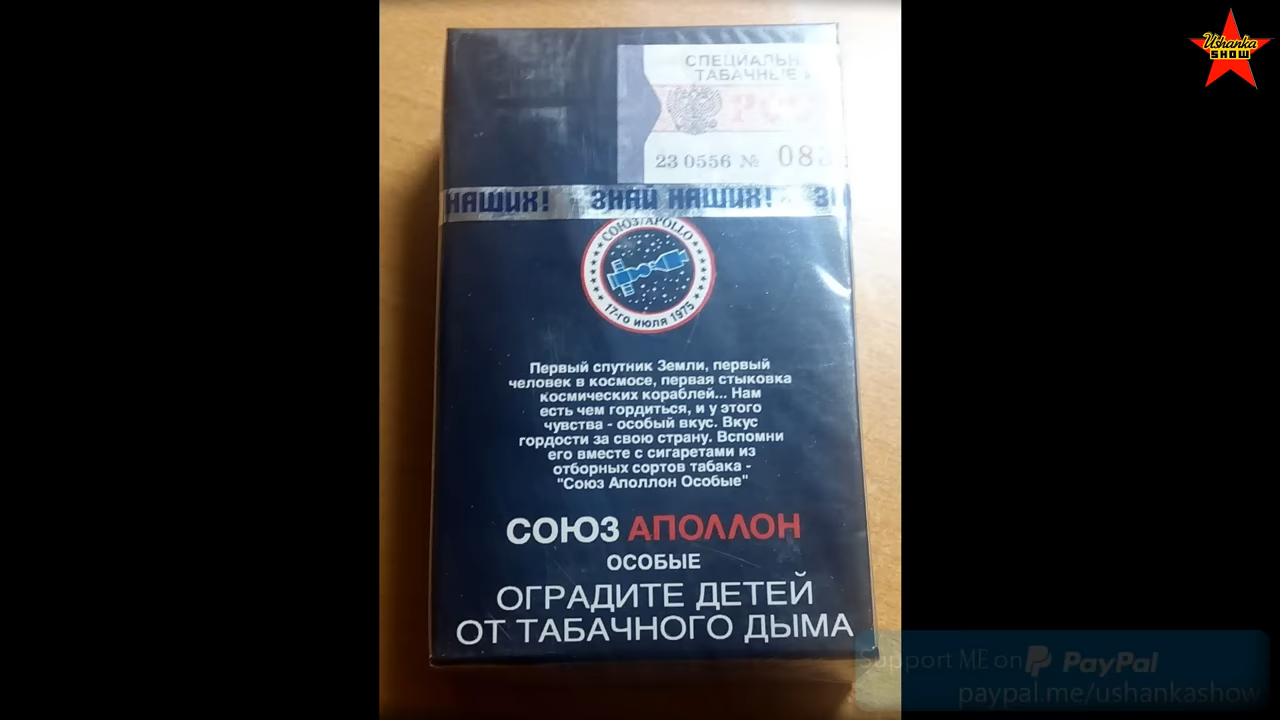 Ushanka
SHOW
СПЕЦИАЛЬН
ТАБАЧНЫЕ
РОС
23 0556 № 083
НАШИХ! ЗНАЙ НАШИХ! ЗН
СОЮЗ/APOLLO
17-го июля 1975
Первый спутник Земли, первый
человек в космосе, первая стыковка
космических кораблей... Нам
есть чем гордиться, и у этого
чувства - особый вкус. Вкус
гордости за свою страну. Вспомни
его вместе с сигаретами из
отборных сортов табака -
"Союз Аполлон Особые"
СОЮЗ АПОЛЛОН
ОСОБЫЕ
ОГРАДИТЕ ДЕТЕЙ
ОТ ТАБАЧНОГО ДЫМА
Support ME on PayPal
paypal.me/ushankashow